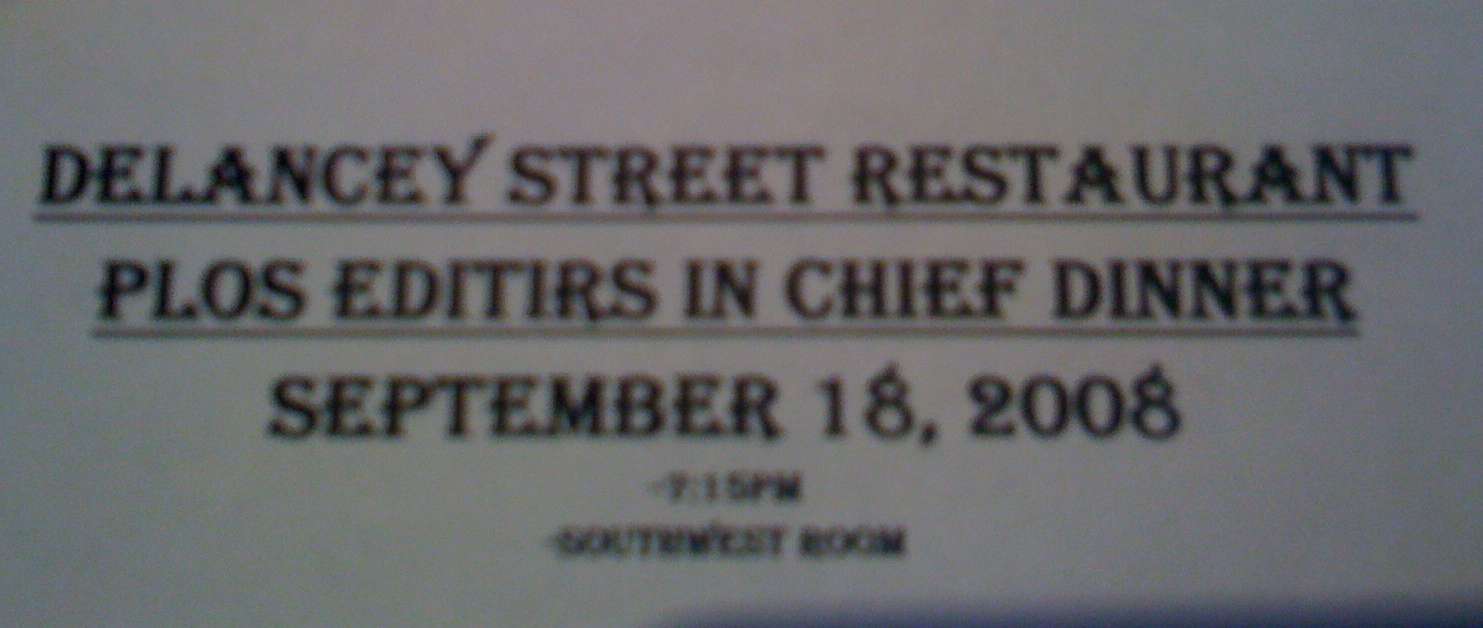 DELANCEY STREET RESTAURANT
PLOS EDITIRS IN CHIEF DINNER
SEPTEMBER 18, 2008
-7:15PM
-SOUTHWEST ROOM